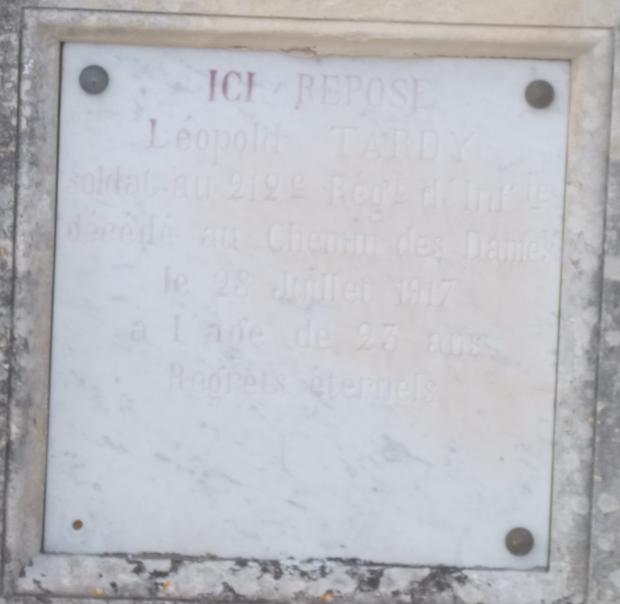 ICI REPOSE
Léopold TARDY
soldat au 212e Régt d'Infie
décédé au Chemin des Dames
le 28 Juillet 1917
a l'age de 23 ans
Regrets éternels